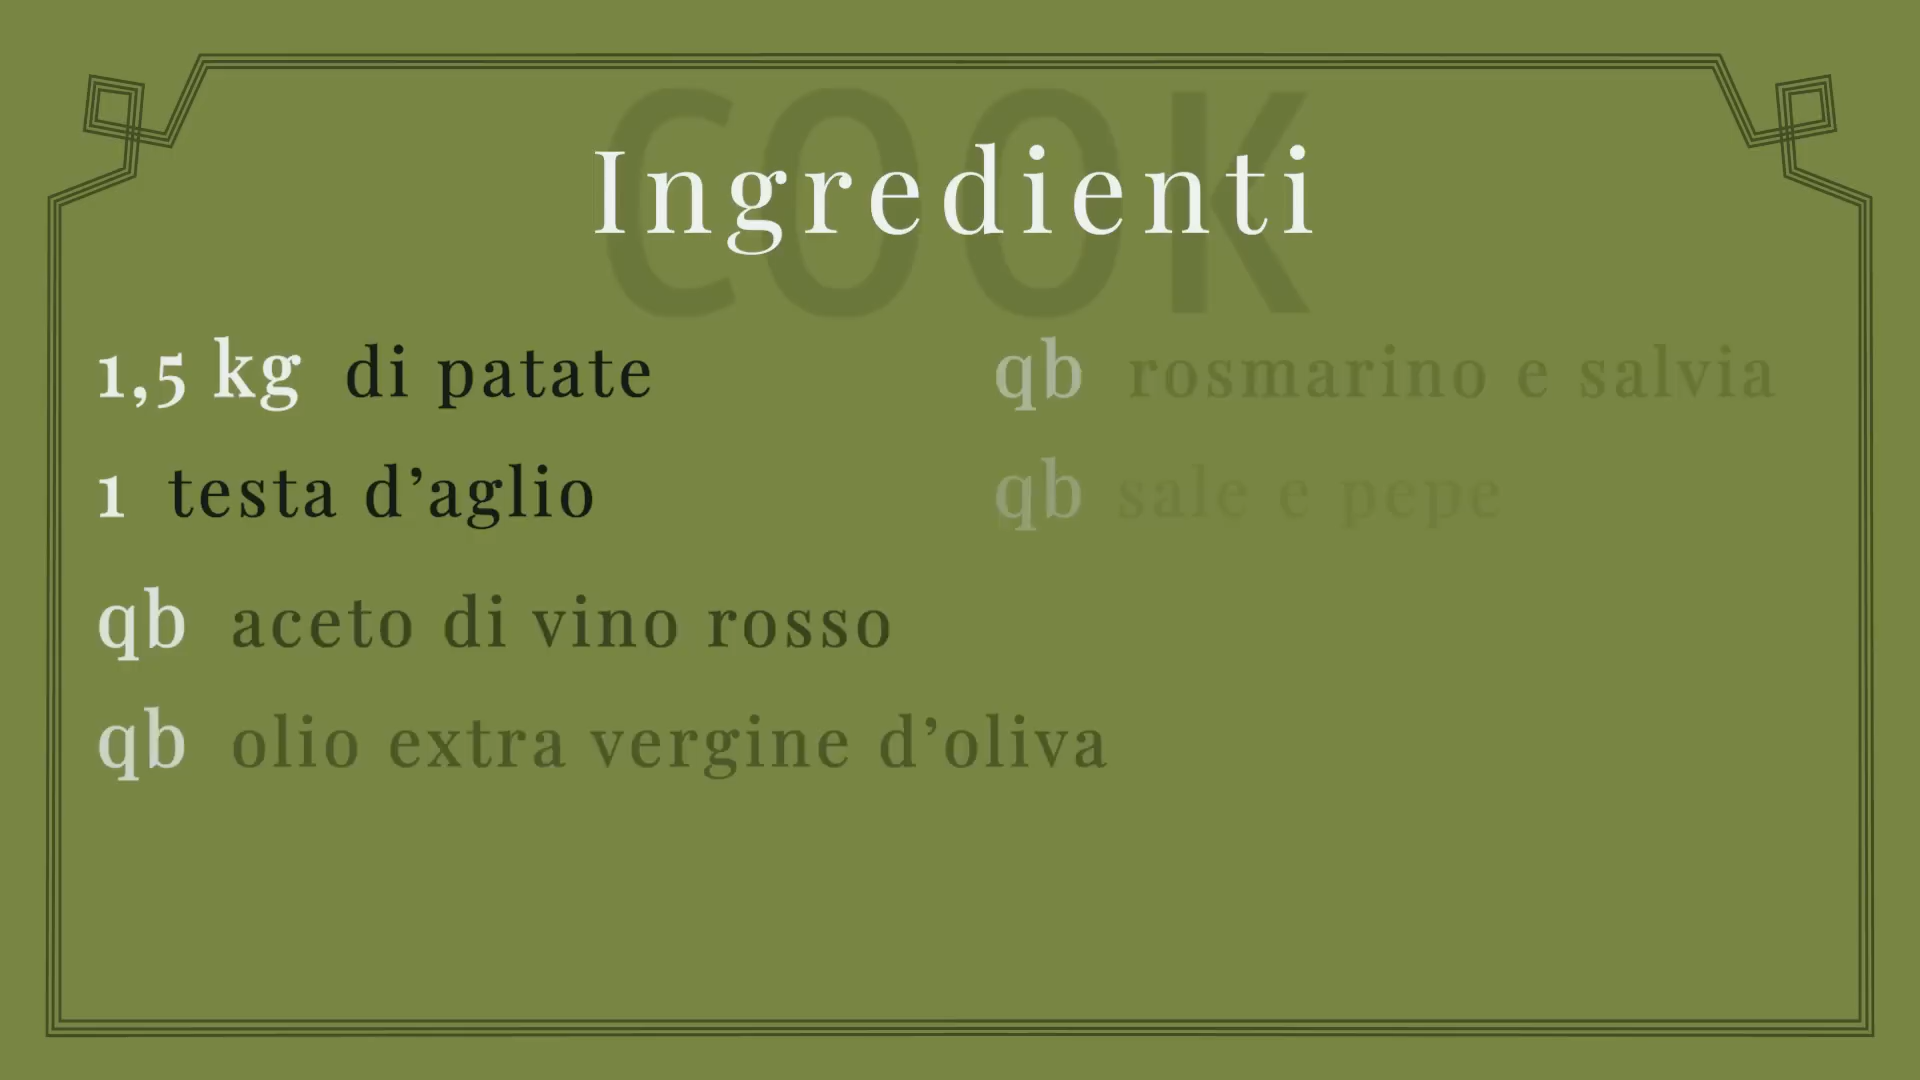 COOK
Ingredienti
1,5 kg di patate
1 testa d’aglio
qb aceto di vino rosso
qb olio extra vergine d’oliva
qb rosmarino e salvia
qb sale e pepe